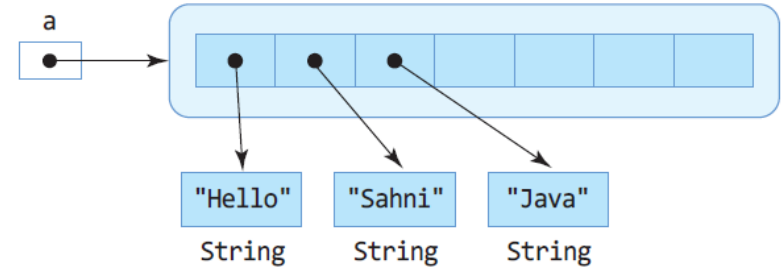 a
"Hello" "Sahni" "Java"
String String String